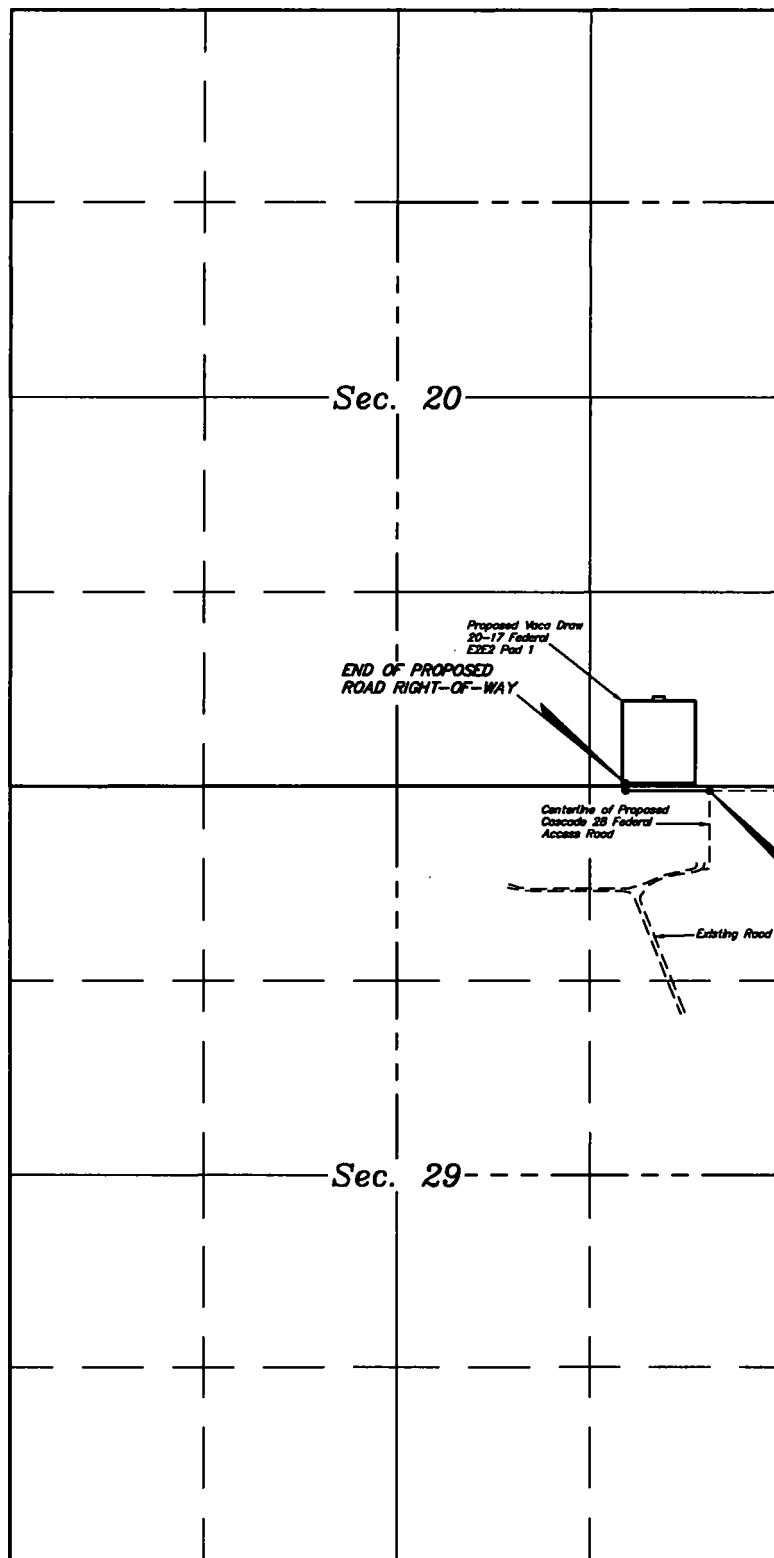 Sec. 20
Proposed Vaca Draw
20-17 Federal
E2E2 Pad 1
END OF PROPOSED
ROAD RIGHT-OF-WAY
Centerline of Proposed
Cascade 28 Federal
Access Road
Existing Road
Sec. 29